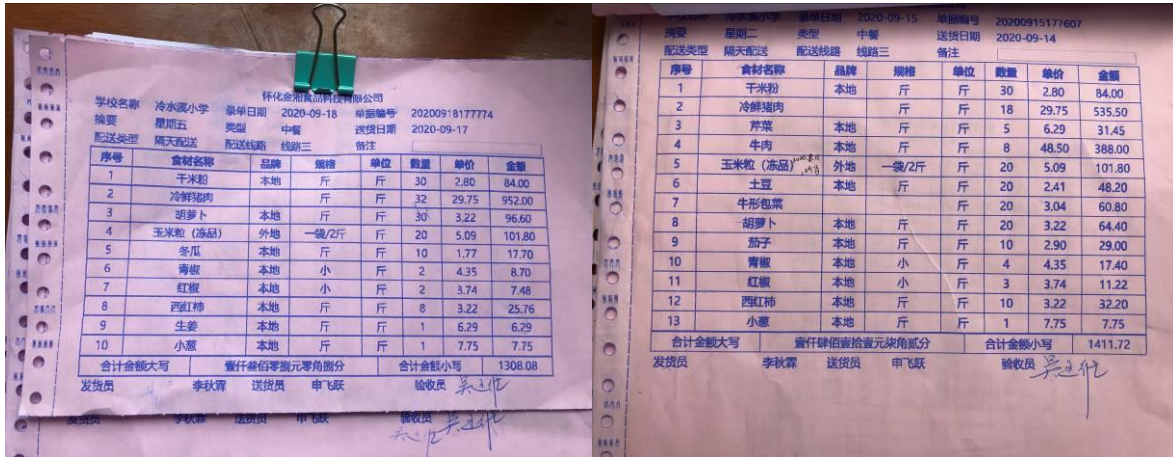 怀化金湘食品科技有限公司
学校名称 冷水溪小学 录单日期 2020-09-18 单据编号 20200918177774
摘要 星期五 类型 中餐 送货日期 2020-09-17
配送类型 隔天配送 配送线路 线路三 备注
序号 食材名称 品牌 规格 单位 数量 单价 金额
1 干米粉 本地 斤 斤 30 2.80 84.00
2 冷鲜猪肉 斤 斤 32 29.75 952.00
3 胡萝卜 本地 斤 斤 30 3.22 96.60
4 玉米粒（冻品） 外地 一袋/2斤 斤 20 5.09 101.80
5 冬瓜 本地 斤 斤 10 1.77 17.70
6 青椒 本地 小 斤 2 4.35 8.70
7 红椒 本地 小 斤 2 3.74 7.48
8 西红柿 本地 斤 斤 8 3.22 25.76
9 生姜 本地 斤 斤 1 6.29 6.29
10 小葱 本地 斤 斤 1 7.75 7.75
合计金额大写 壹仟叁佰零捌元零角捌分 合计金额小写 1308.08
发货员 李秋霖 送货员 申飞跃 验收员
发货员 李秋霖 送货员 申飞跃 验收员
学校名称 冷水溪小学 录单日期 2020-09-15 单据编号 20200915177607
摘要 星期二 类型 中餐 送货日期 2020-09-14
配送类型 隔天配送 配送线路 线路三 备注
序号 食材名称 品牌 规格 单位 数量 单价 金额
1 干米粉 本地 斤 斤 30 2.80 84.00
2 冷鲜猪肉 斤 斤 18 29.75 535.50
3 芹菜 本地 斤 斤 5 6.29 31.45
4 牛肉 本地 斤 斤 8 48.50 388.00
5 玉米粒（冻品） 外地 一袋/2斤 斤 20 5.09 101.80
6 土豆 本地 斤 斤 20 2.41 48.20
7 牛形包菜 斤 20 3.04 60.80
8 胡萝卜 本地 斤 斤 20 3.22 64.40
9 茄子 本地 斤 斤 10 2.90 29.00
10 青椒 本地 小 斤 4 4.35 17.40
11 红椒 本地 小 斤 3 3.74 11.22
12 西红柿 本地 斤 斤 10 3.22 32.20
13 小葱 本地 斤 斤 1 7.75 7.75
合计金额大写 壹仟肆佰壹拾壹元柒角贰分 合计金额小写 1411.72
发货员 李秋霖 送货员 申飞跃 验收员